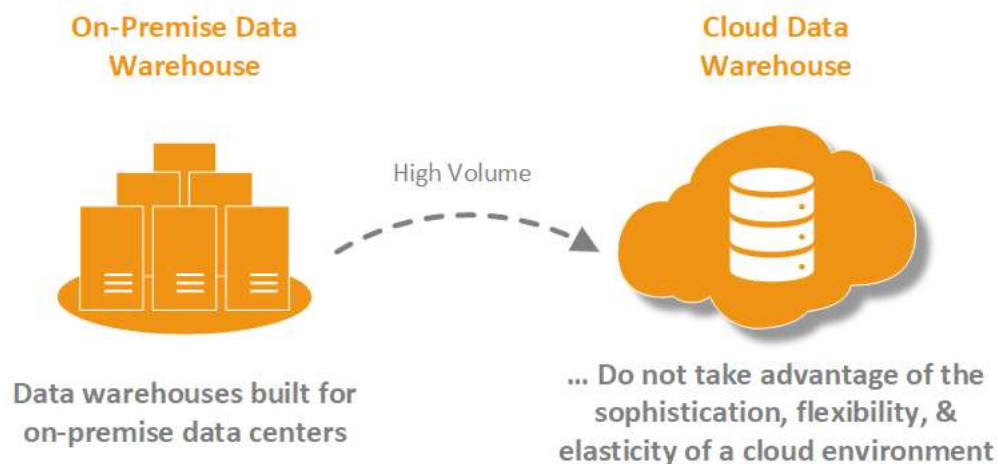 On-Premise Data
Warehouse
Cloud Data
Warehouse
High Volume
Data warehouses built for
on-premise data centers
... Do not take advantage of the
sophistication, flexibility, &
elasticity of a cloud environment